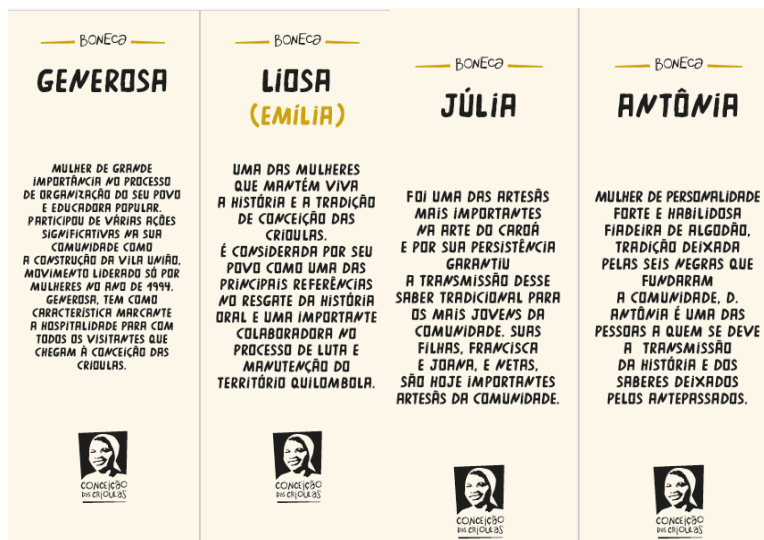 BONECA
GENEROSA
MULHER DE GRANDE
IMPORTÂNCIA NO PROCESSO
DE ORGANIZAÇÃO DO SEU POVO
E EDUCADORA POPULAR.
PARTICIPOU DE VÁRIAS AÇÕES
SIGNIFICATIVAS NA SUA
COMUNIDADE COMO
A CONSTRUÇÃO DA VILA UNIÃO,
MOVIMENTO LIDERADO SÓ POR
MULHERES NO ANO DE 1994.
GENEROSA, TEM COMO
CARACTERÍSTICA MARCANTE
A HOSPITALIDADE PARA COM
TODOS OS VISITANTES QUE
CHEGAM À CONCEIÇÃO DAS
CRIOULAS.
CONCEIÇÃO
DAS CRIOULAS
BONECA
LIOSA
(EMÍLIA)
UMA DAS MULHERES
QUE MANTÉM VIVA
A HISTÓRIA E A TRADIÇÃO
DE CONCEIÇÃO DAS
CRIOULAS.
É CONSIDERADA POR SEU
POVO COMO UMA DAS
PRINCIPAIS REFERÊNCIAS
NO RESGATE DA HISTÓRIA
ORAL E UMA IMPORTANTE
COLABORADORA NO
PROCESSO DE LUTA E
MANUTENÇÃO DO
TERRITÓRIO QUILOMBOLA.
CONCEIÇÃO
DAS CRIOULAS
BONECA
JÚLIA
FOI UMA DAS ARTESÃS
MAIS IMPORTANTES
NA ARTE DO CAROÁ
E POR SUA PERSISTÊNCIA
GARANTIU
A TRANSMISSÃO DESSE
SABER TRADICIONAL PARA
OS MAIS JOVENS DA
COMUNIDADE. SUAS
FILHAS, FRANCISCA
E JOANA, E NETAS,
SÃO HOJE IMPORTANTES
ARTESÃS DA COMUNIDADE.
CONCEIÇÃO
DAS CRIOULAS
BONECA
ANTÔNIA
MULHER DE PERSONALIDADE
FORTE E HABILIDOSA
FIADEIRA DE ALGODÃO,
TRADIÇÃO DEIXADA
PELAS SEIS NEGRAS QUE
FUNDARAM
A COMUNIDADE, D.
ANTÔNIA É UMA DAS
PESSOAS A QUEM SE DEVE
A TRANSMISSÃO
DA HISTÓRIA E DOS
SABERES DEIXADOS
PELOS ANTEPASSADOS.
CONCEIÇÃO
DAS CRIOULAS